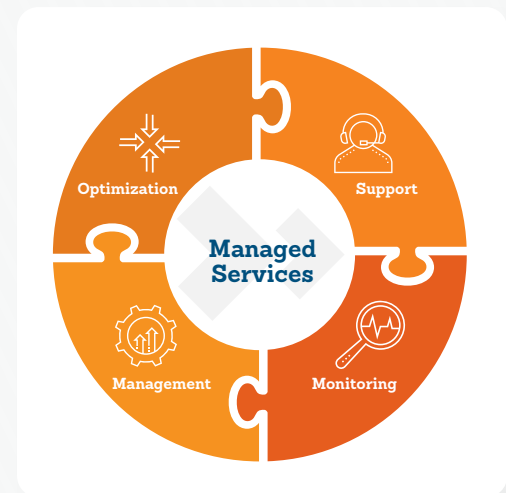 Optimization
Support
Managed
Services
Management
Monitoring